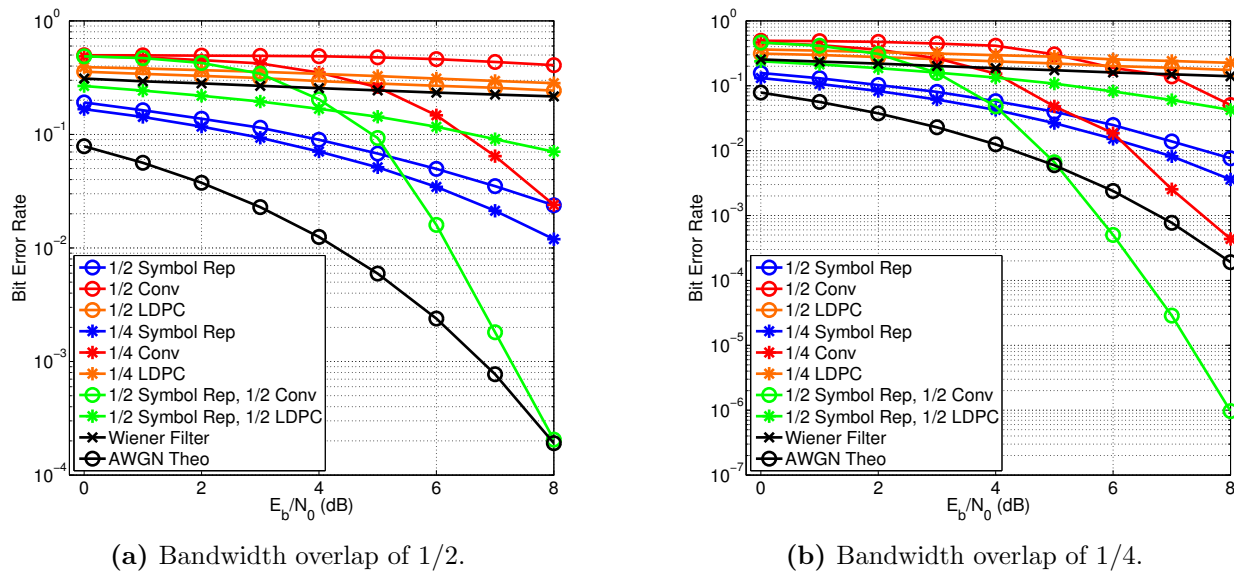 10^0
10^-1
10^-2
10^-3
10^-4
Bit Error Rate
0 2 4 6 8
E_b/N_0 (dB)
1/2 Symbol Rep
1/2 Conv
1/2 LDPC
1/4 Symbol Rep
1/4 Conv
1/4 LDPC
1/2 Symbol Rep, 1/2 Conv
1/2 Symbol Rep, 1/2 LDPC
Wiener Filter
AWGN Theo
(a) Bandwidth overlap of 1/2.
10^0
10^-1
10^-2
10^-3
10^-4
10^-5
10^-6
10^-7
Bit Error Rate
0 2 4 6 8
E_b/N_0 (dB)
1/2 Symbol Rep
1/2 Conv
1/2 LDPC
1/4 Symbol Rep
1/4 Conv
1/4 LDPC
1/2 Symbol Rep, 1/2 Conv
1/2 Symbol Rep, 1/2 LDPC
Wiener Filter
AWGN Theo
(b) Bandwidth overlap of 1/4.